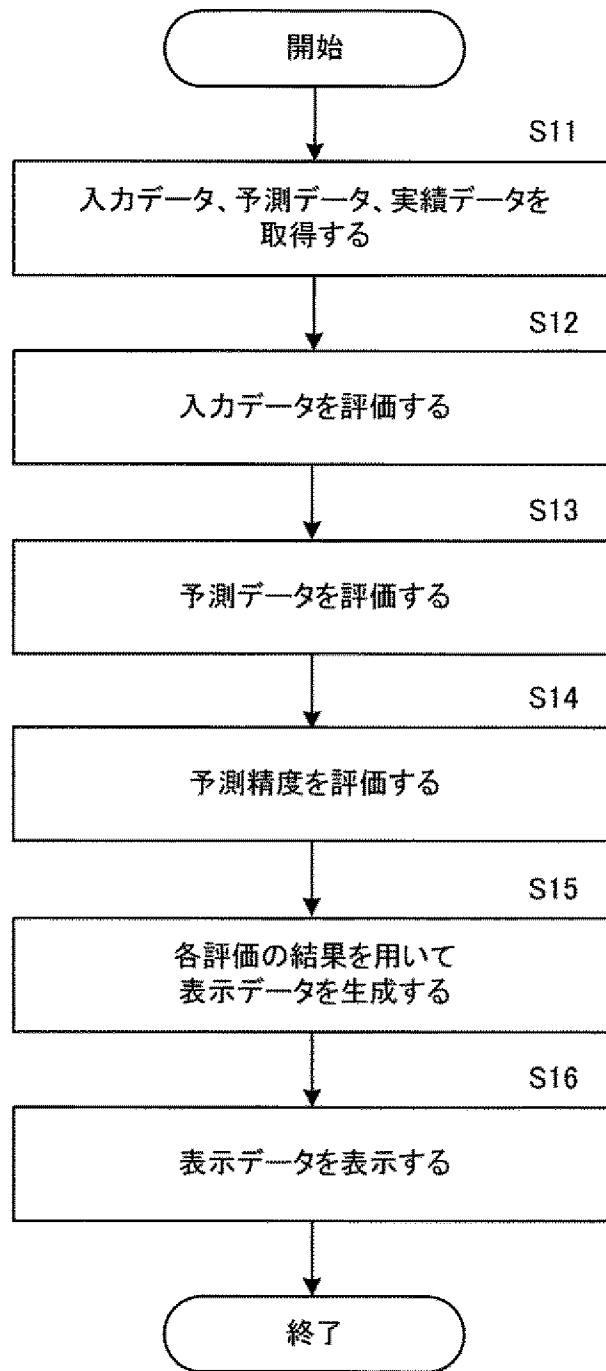 開始
S11
入力データ、予測データ、実績データを
取得する
S12
入力データを評価する
S13
予測データを評価する
S14
予測精度を評価する
S15
各評価の結果を用いて
表示データを生成する
S16
表示データを表示する
終了